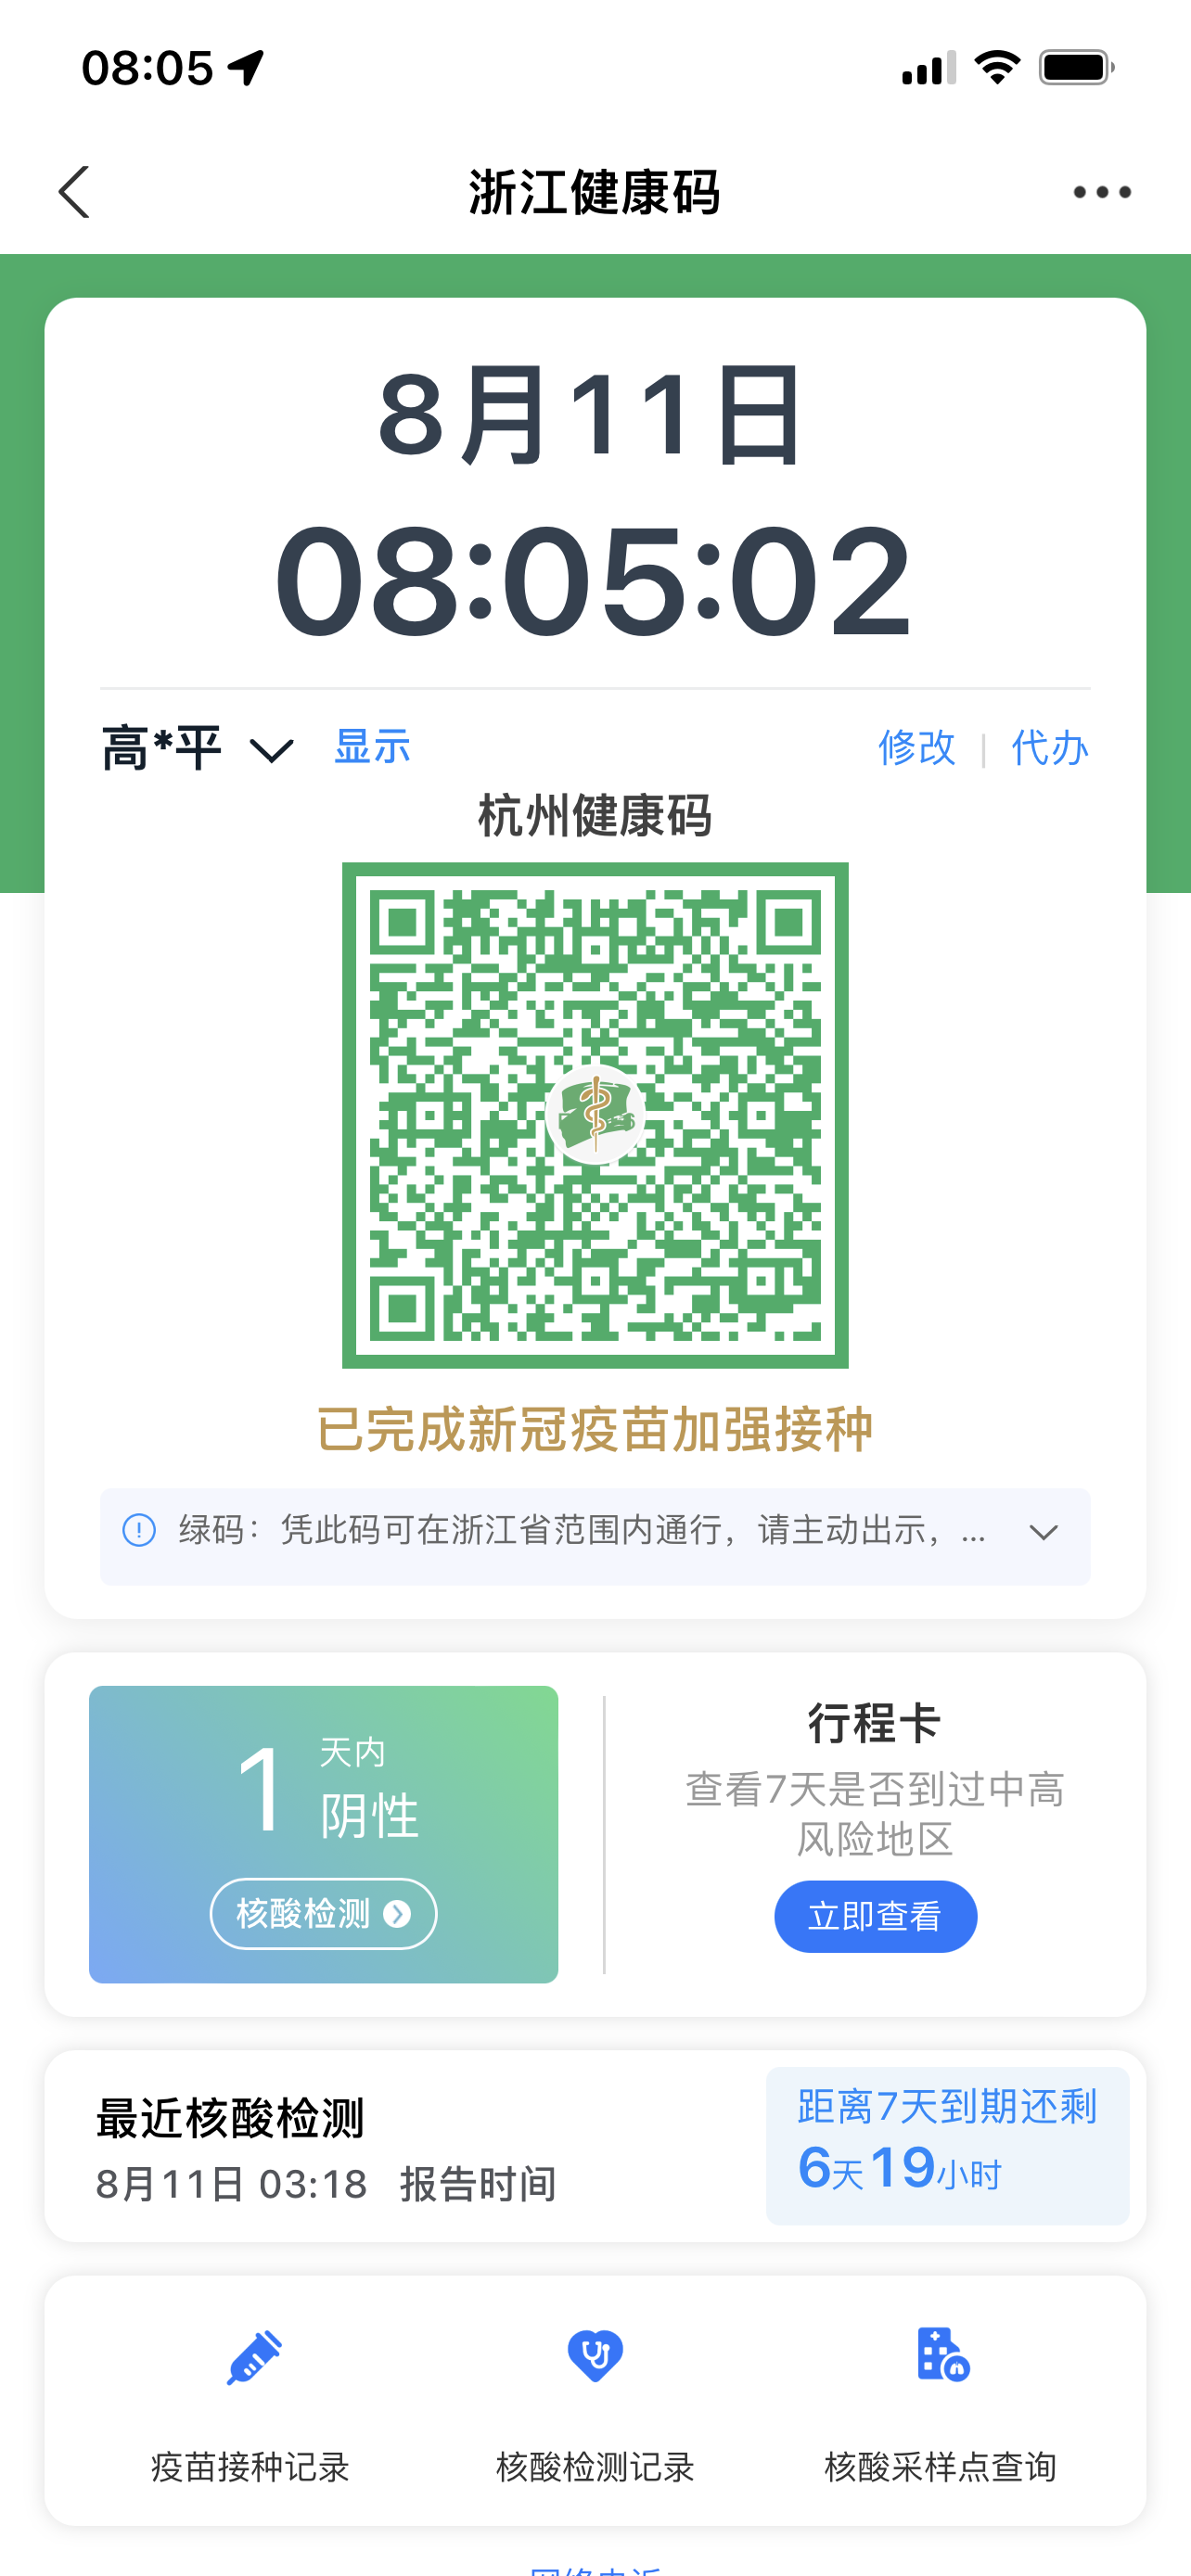 08:05
浙江健康码
8月11日
08:05:02
高*平 显示 修改 代办
杭州健康码
已完成新冠疫苗加强接种
绿码：凭此码可在浙江省范围内通行，请主动出示，...
1 天内
阴性
核酸检测
行程卡
查看7天是否到过中高
风险地区
立即查看
最近核酸检测
8月11日 03:18 报告时间
距离7天到期还剩
6天19小时
疫苗接种记录 核酸检测记录 核酸采样点查询